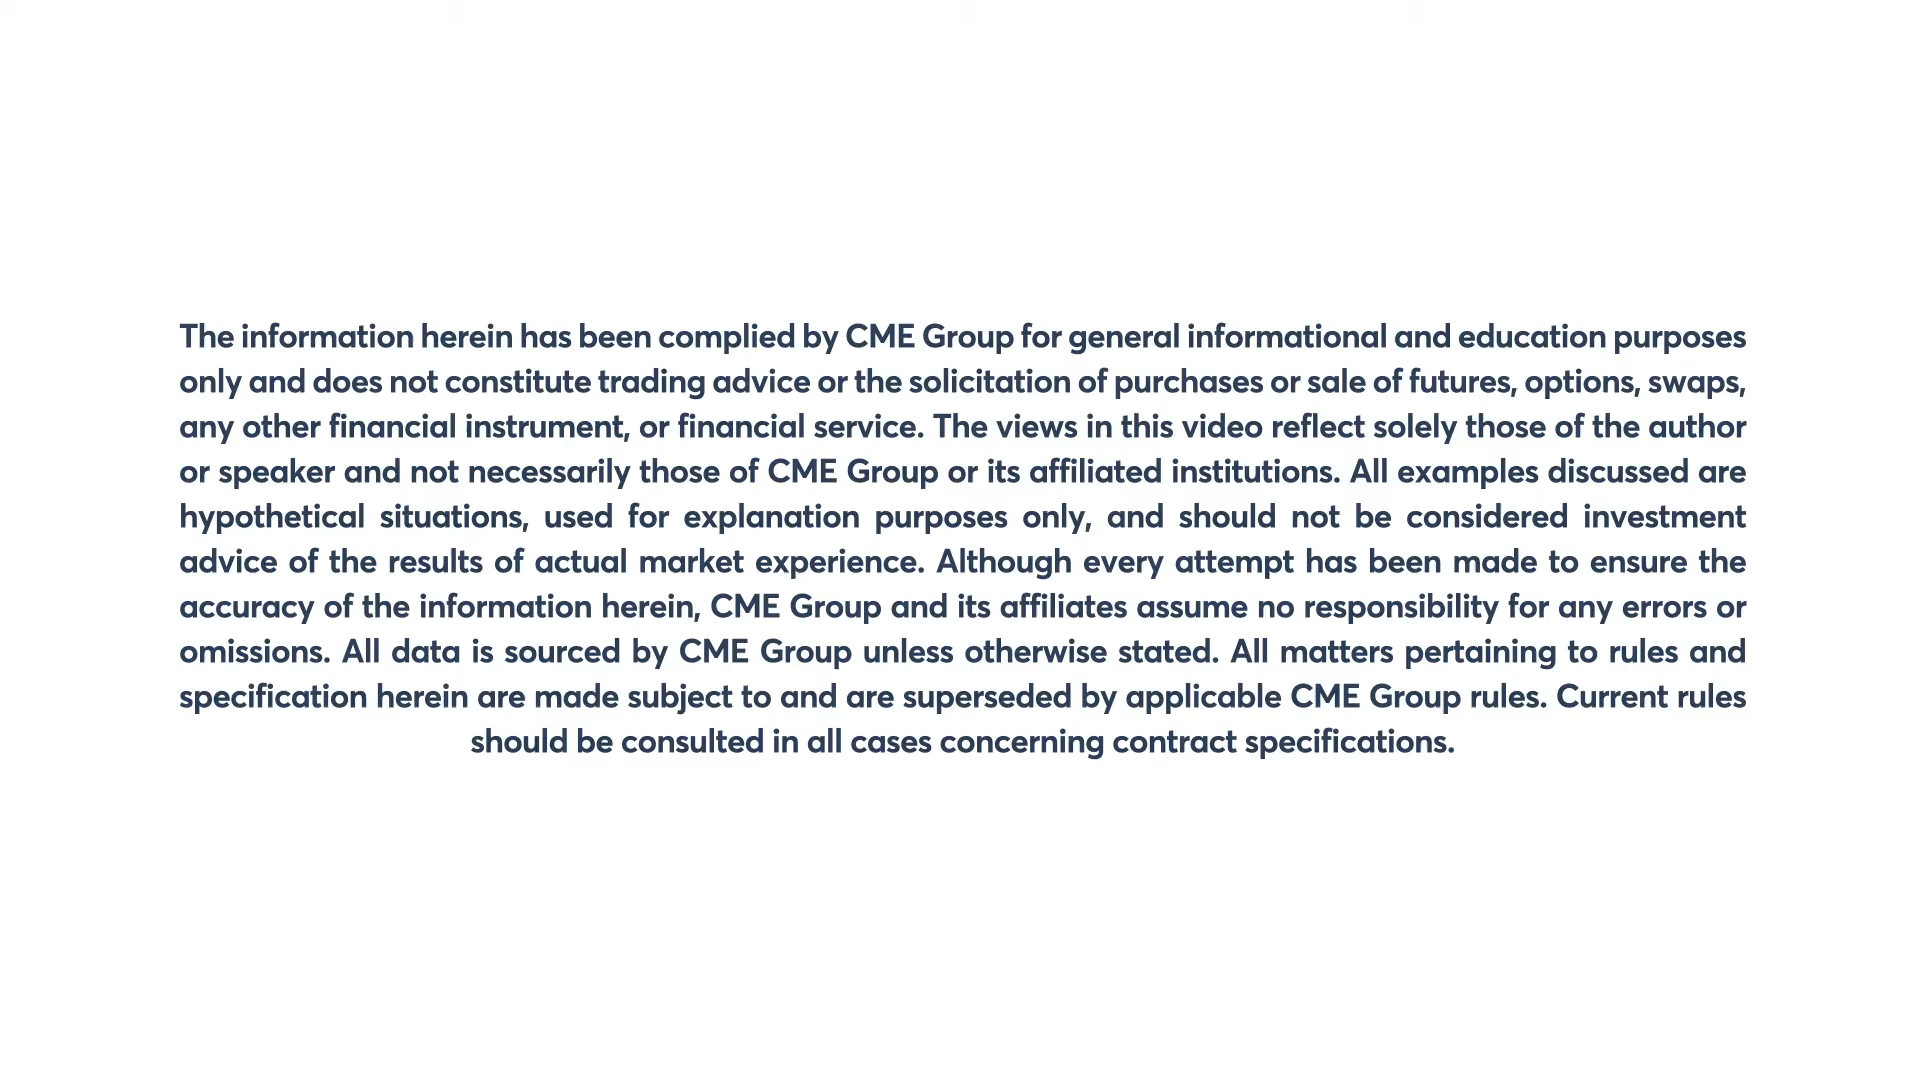 The information herein has been complied by CME Group for general informational and education purposes
only and does not constitute trading advice or the solicitation of purchases or sale of futures, options, swaps,
any other financial instrument, or financial service. The views in this video reflect solely those of the author
or speaker and not necessarily those of CME Group or its affiliated institutions. All examples discussed are
hypothetical situations, used for explanation purposes only, and should not be considered investment
advice of the results of actual market experience. Although every attempt has been made to ensure the
accuracy of the information herein, CME Group and its affiliates assume no responsibility for any errors or
omissions. All data is sourced by CME Group unless otherwise stated. All matters pertaining to rules and
specification herein are made subject to and are superseded by applicable CME Group rules. Current rules
should be consulted in all cases concerning contract specifications.